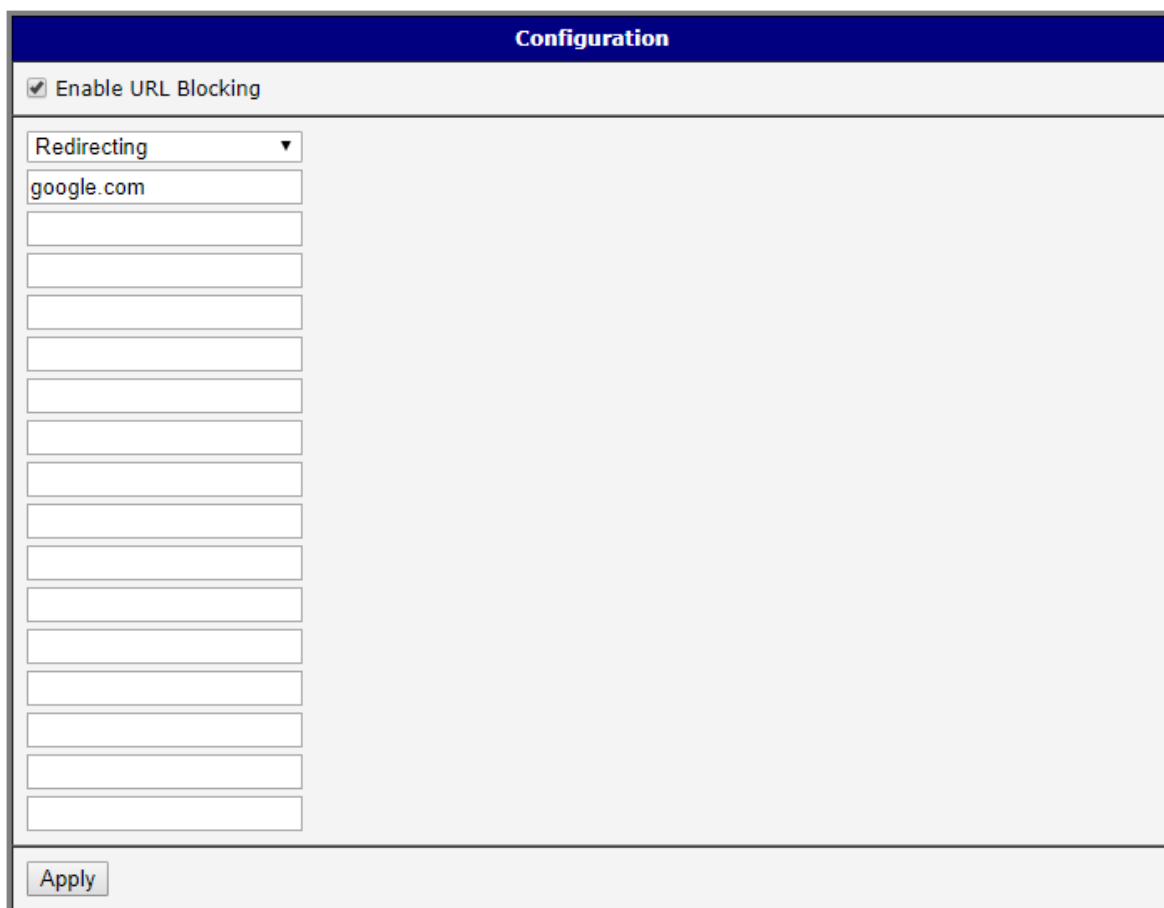 Configuration
Enable URL Blocking
Redirecting
google.com
Apply